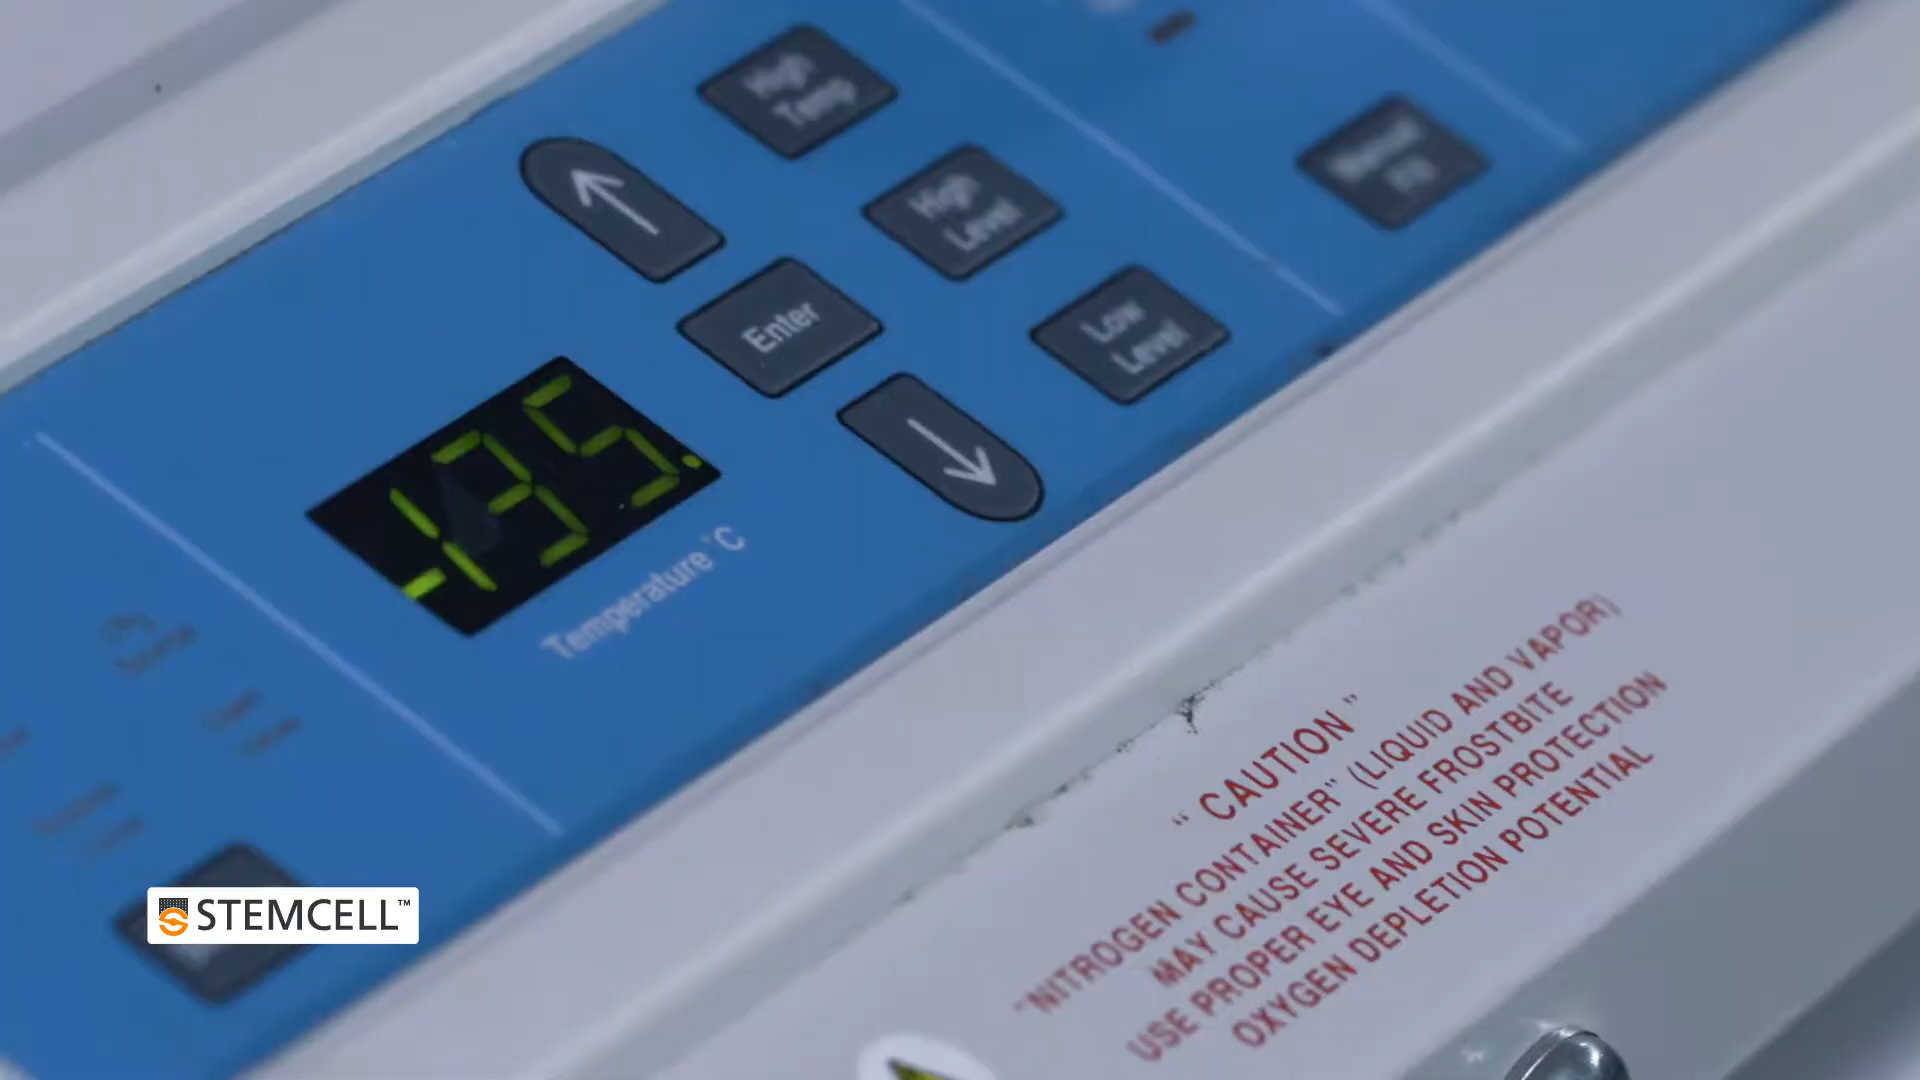 High
Temp
High
Level
Enter
Low
Level
-135.
Temperature °C
STEMCELL™
“ CAUTION ”
“NITROGEN CONTAINER” (LIQUID AND VAPOR)
MAY CAUSE SEVERE FROSTBITE
USE PROPER EYE AND SKIN PROTECTION
OXYGEN DEPLETION POTENTIAL